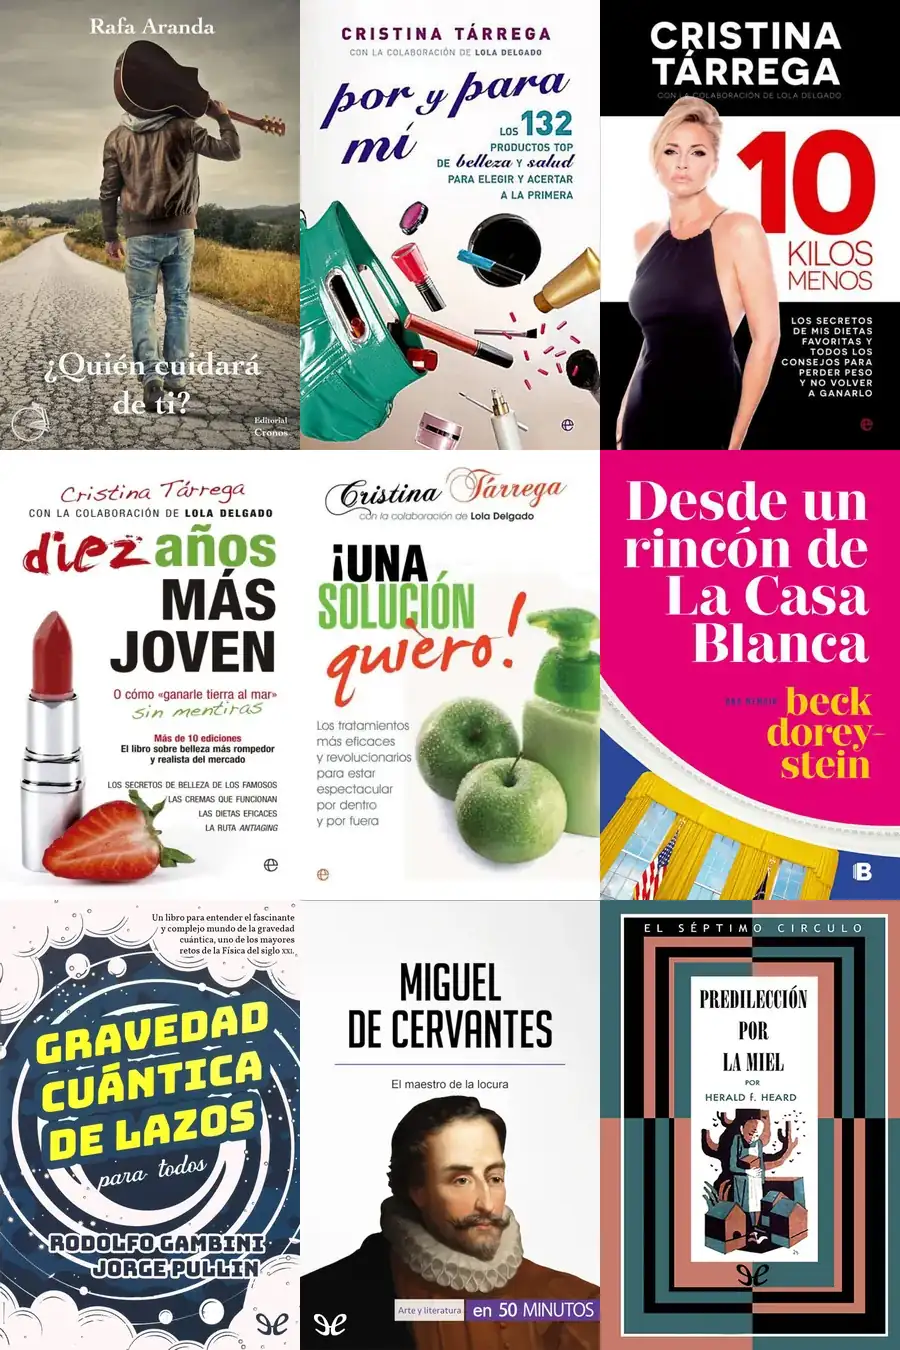 Rafa Aranda
¿Quién cuidará
de ti?
Editorial
Cronos
CRISTINA TÁRREGA
CON LA COLABORACIÓN DE LOLA DELGADO
por y para
mí
LOS 132
PRODUCTOS TOP
DE belleza Y salud
PARA ELEGIR Y ACERTAR
A LA PRIMERA
CRISTINA
TÁRREGA
CON LA COLABORACIÓN DE LOLA DELGADO
10
KILOS
MENOS
LOS SECRETOS
DE MIS DIETAS
FAVORITAS Y
TODOS LOS
CONSEJOS PARA
PERDER PESO
Y NO VOLVER
A GANARLO
Cristina Tárrega
CON LA COLABORACIÓN DE LOLA DELGADO
diez años
MÁS
JOVEN
O cómo «ganarle tierra al mar»
sin mentiras
Más de 10 ediciones
El libro sobre belleza más rompedor
y realista del mercado
LOS SECRETOS DE BELLEZA DE LOS FAMOSOS
LAS CREMAS QUE FUNCIONAN
LAS DIETAS EFICACES
LA RUTA ANTIAGING
Cristina Tárrega
con la colaboración de Lola Delgado
¡UNA
SOLUCIÓN
quiero!
Los tratamientos
más eficaces
y revolucionarios
para estar
espectacular
por dentro
y por fuera
Desde un
rincón de
La Casa
Blanca
beck
dorey-
stein
B
Un libro para entender el fascinante
y complejo mundo de la gravedad
cuántica, uno de los mayores
retos de la Física del siglo XXI.
GRAVEDAD
CUÁNTICA
DE LAZOS
para todos
RODOLFO GAMBINI
JORGE PULLIN
MIGUEL
DE CERVANTES
El maestro de la locura
Arte y literatura
en 50 MINUTOS
EL SÉPTIMO CIRCULO
PREDILECCIÓN
POR
LA MIEL
POR
HERALD F. HEARD